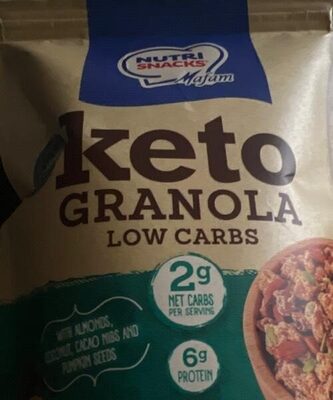 NUTRI
SNACKS
Majam
keto
GRANOLA
LOW CARBS
2g
NET CARBS
PER SERVING
WITH ALMONDS,
COCONUT, CACAO NIBS AND
PUMPKIN SEEDS
6g
PROTEIN